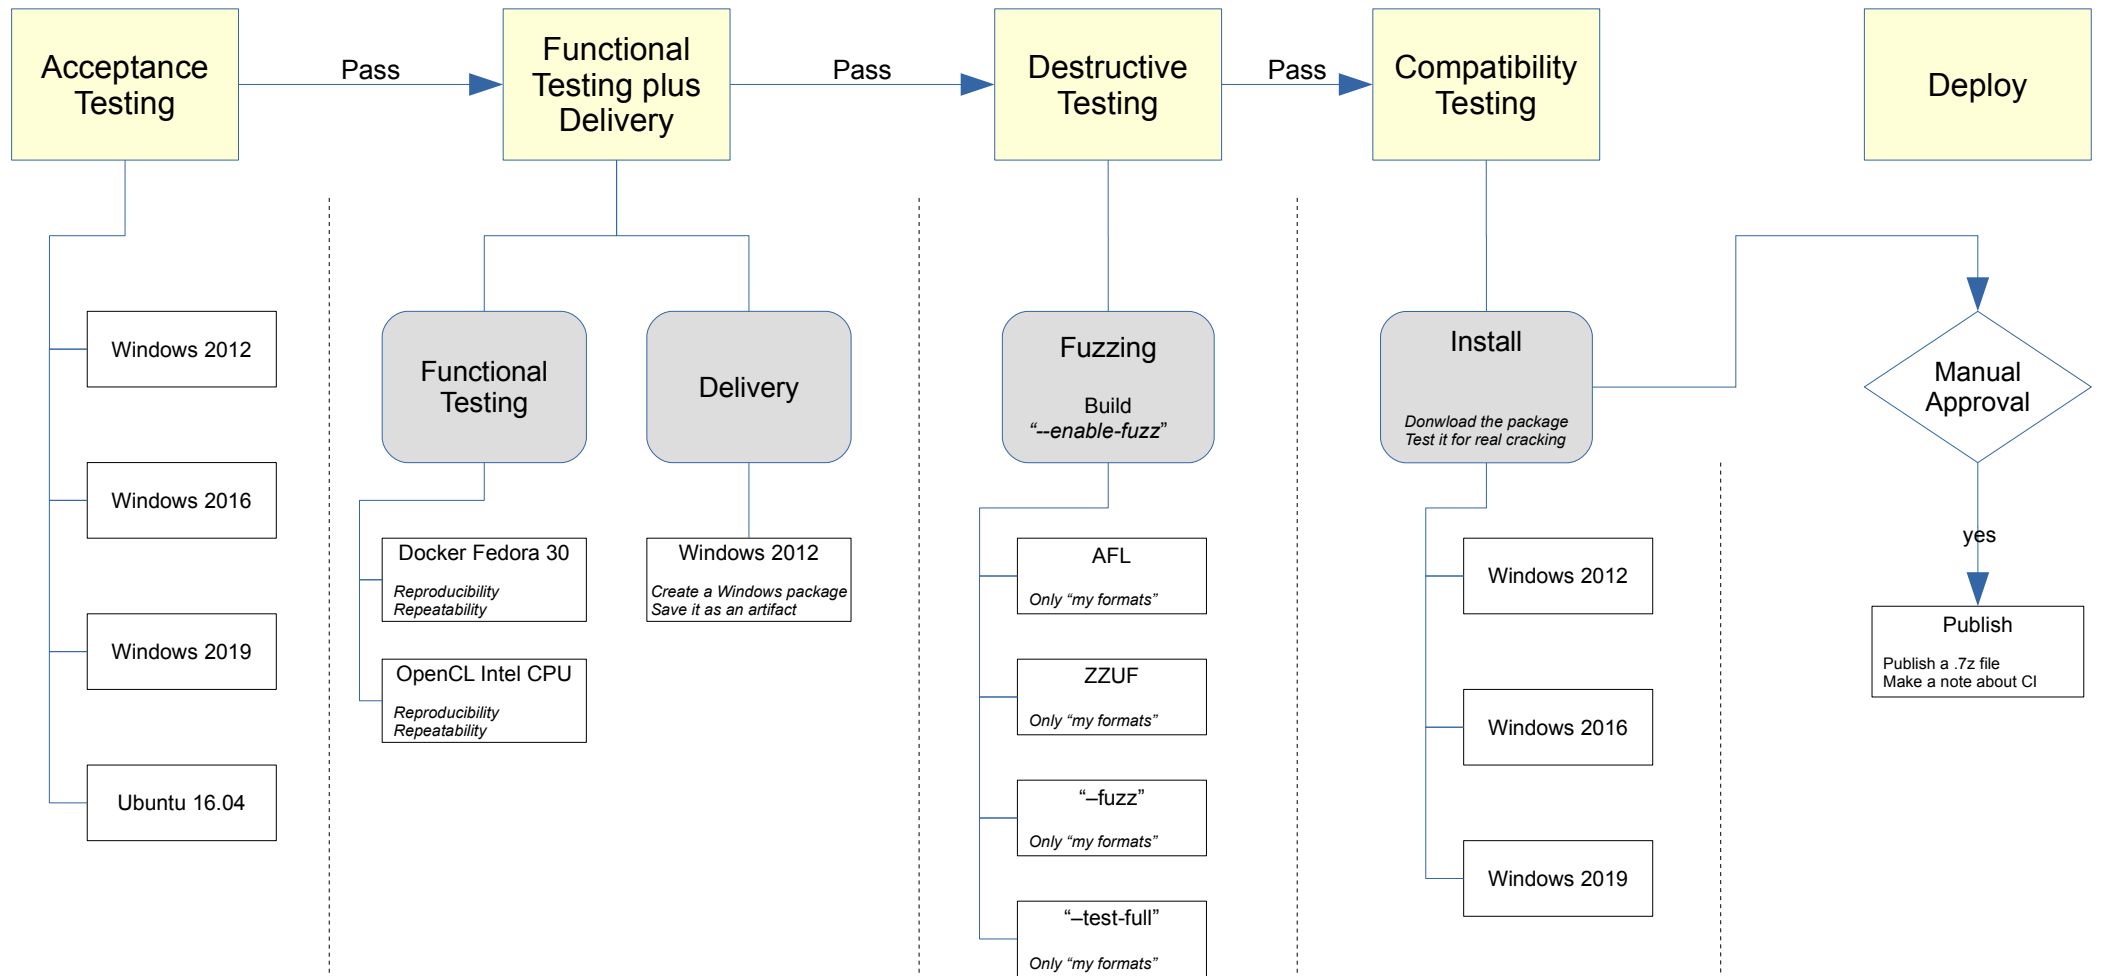 Acceptance
Testing
Pass
Functional
Testing plus
Delivery
Pass
Destructive
Testing
Pass
Compatibility
Testing
Deploy
Windows 2012
Windows 2016
Windows 2019
Ubuntu 16.04
Functional
Testing
Docker Fedora 30
Reproducibility
Repeatability
OpenCL Intel CPU
Reproducibility
Repeatability
Delivery
Windows 2012
Create a Windows package
Save it as an artifact
Fuzzing
Build
“--enable-fuzz”
AFL
Only “my formats”
ZZUF
Only “my formats”
“–fuzz”
Only “my formats”
“–test-full”
Only “my formats”
Install
Donwload the package
Test it for real cracking
Windows 2012
Windows 2016
Windows 2019
Manual
Approval
yes
Publish
Publish a .7z file
Make a note about CI